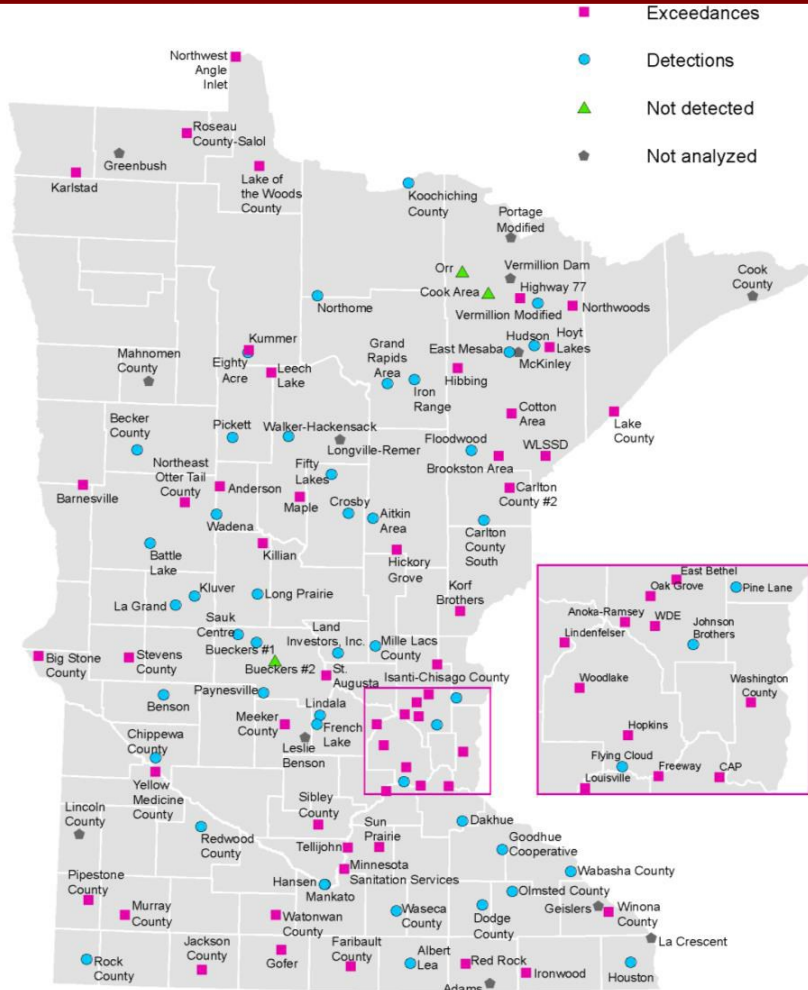 Exceedances
Detections
Not detected
Not analyzed
Northwest
Angle
Inlet
Roseau
County-Salol
Greenbush
Karlstad
Lake of
the Woods
County
Koochiching
County
Portage
Modified
Orr
Vermillion Dam
Cook Area
Highway 77
Cook
County
Northome
Vermillion Modified
Northwoods
Kummer
Grand
Rapids
Area
Hudson
Hoyt
Lakes
East Mesaba
McKinley
Mahnomen
County
Eighty
Acre
Leech
Lake
Iron
Range
Hibbing
Cotton
Area
Lake
County
Becker
County
Pickett
Walker-Hackensack
Longville-Remer
Floodwood
Brookston Area
WLSSD
Northeast
Otter Tail
County
Fifty
Lakes
Barnesville
Anderson
Maple
Crosby
Carlton
County #2
Wadena
Aitkin
Area
Carlton
County
South
Battle
Lake
Killian
Hickory
Grove
Kluver
Long Prairie
La Grand
Korf
Brothers
Sauk
Centre
Land
Investors, Inc.
Mille Lacs
County
Bueckers #1
Bueckers #2
Big Stone
County
Stevens
County
St.
Augusta
Isanti-Chisago County
Benson
Paynesville
Lindala
Meeker
County
French
Lake
Leslie
Benson
Chippewa
County
Yellow
Medicine
County
East Bethel
Oak Grove
Pine Lane
Anoka-Ramsey
WDE
Johnson
Brothers
Lindenfelser
Woodlake
Washington
County
Hopkins
Flying Cloud
Louisville
Freeway
CAP
Lincoln
County
Redwood
County
Sibley
County
Sun
Prairie
Dakhue
Goodhue
Cooperative
Tellijohn
Minnesota
Sanitation Services
Wabasha County
Pipestone
County
Hansen
Mankato
Olmsted County
Geislers
Murray
County
Watonwan
County
Waseca
County
Dodge
County
Winona
County
La Crescent
Rock
County
Jackson
County
Gofer
Faribault
County
Albert
Lea
Red Rock
Ironwood
Houston
Adams